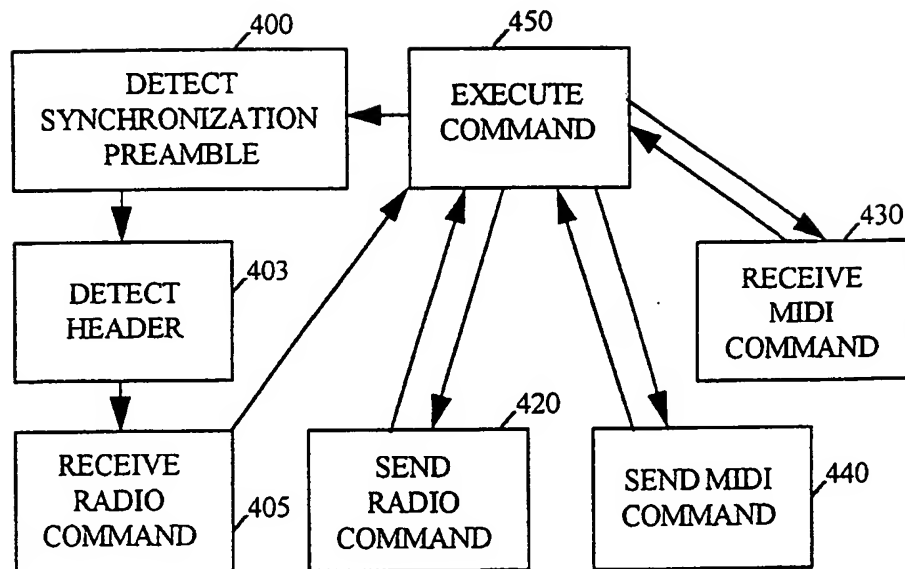 400
DETECT
SYNCHRONIZATION
PREAMBLE
450
EXECUTE
COMMAND
403
DETECT
HEADER
430
RECEIVE
MIDI
COMMAND
405
RECEIVE
RADIO
COMMAND
420
SEND
RADIO
COMMAND
440
SEND MIDI
COMMAND